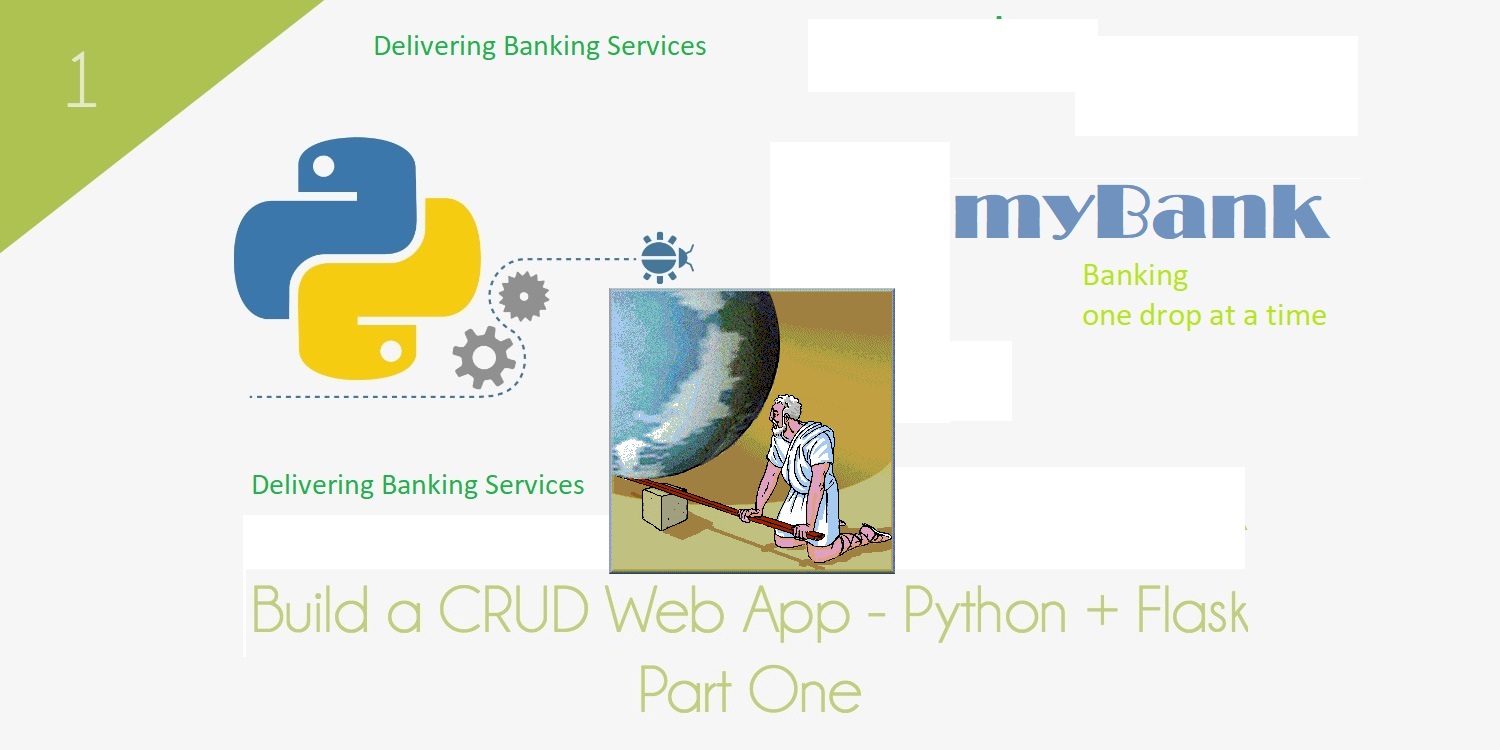 1
Delivering Banking Services
myBank
Banking
one drop at a time
Delivering Banking Services
Build a CRUD Web App - Python + Flask
Part One